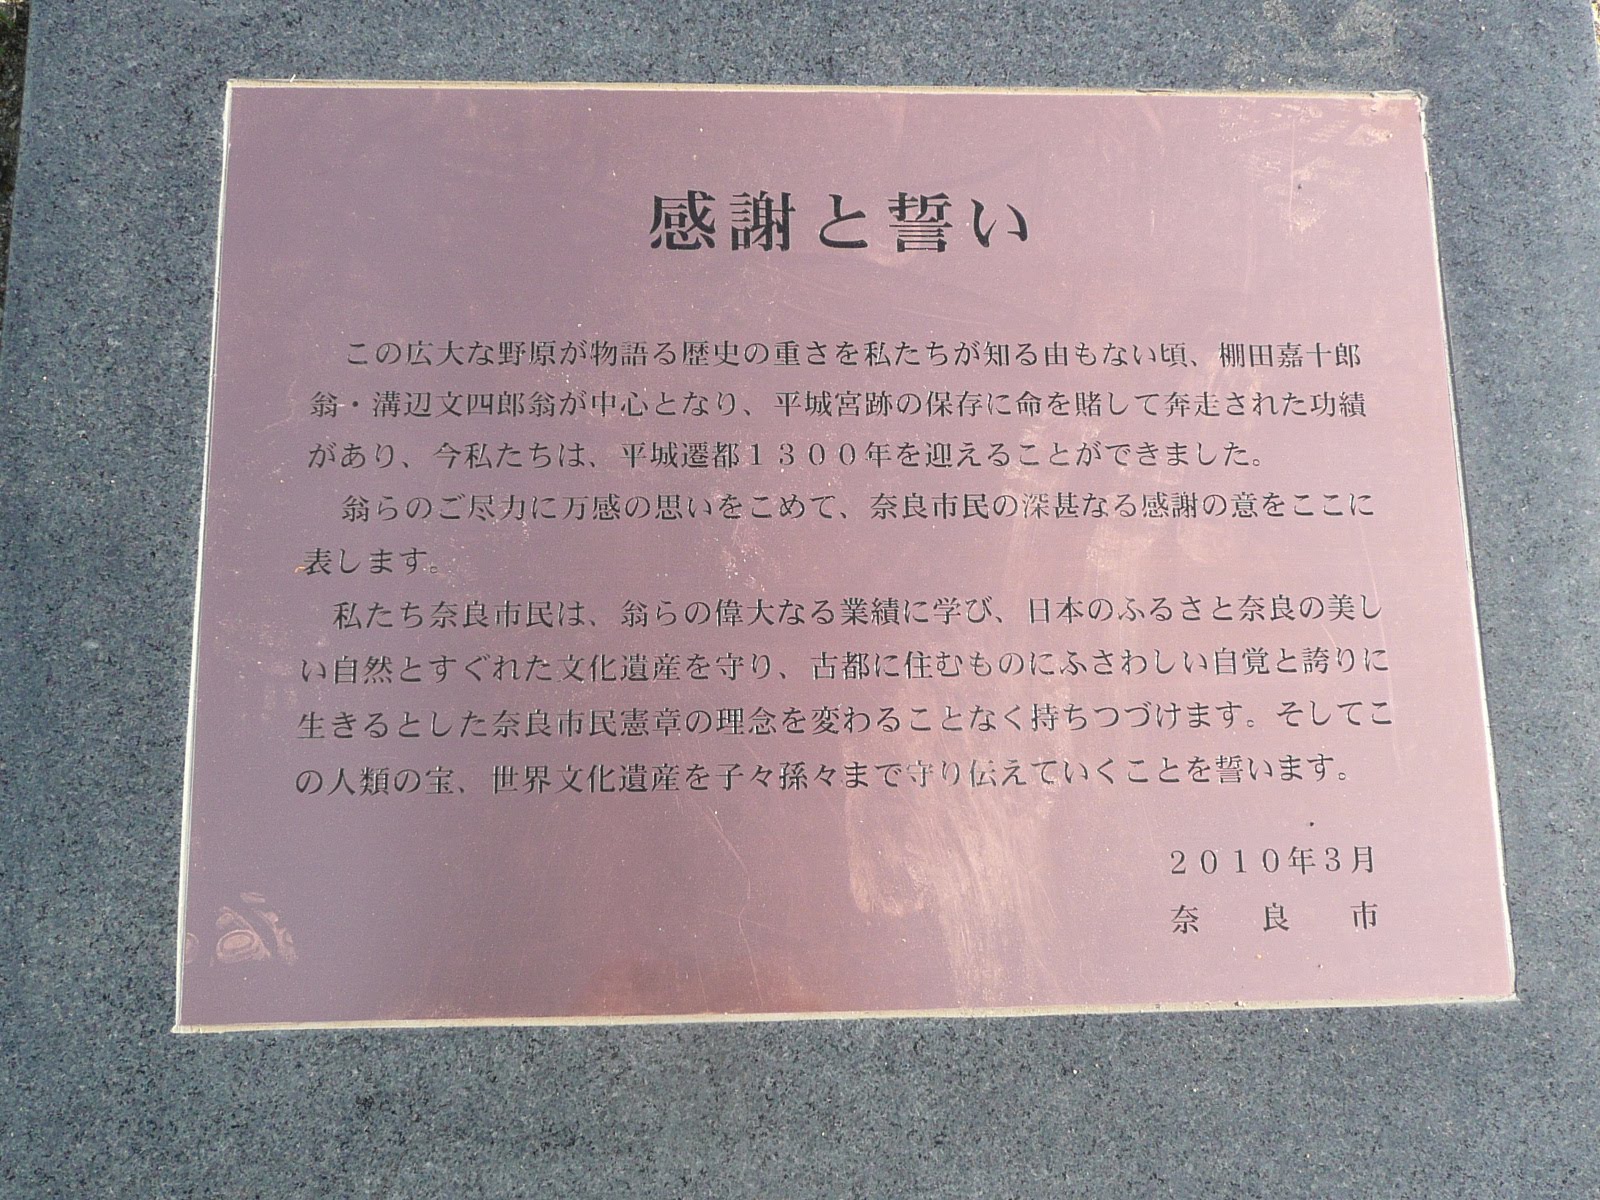 感謝と誓い
この広大な野原が物語る歴史の重さを私たちが知る由もない頃、棚田嘉十郎
翁・溝辺文四郎翁が中心となり、平城宮跡の保存に命を賭して奔走された功績
があり、今私たちは、平城遷都１３００年を迎えることができました。
翁らのご尽力に万感の思いをこめて、奈良市民の深甚なる感謝の意をここに
表します。
私たち奈良市民は、翁らの偉大なる業績に学び、日本のふるさと奈良の美し
い自然とすぐれた文化遺産を守り、古都に住むものにふさわしい自覚と誇りに
生きるとした奈良市民憲章の理念を変わることなく持ちつづけます。そしてこ
の人類の宝、世界文化遺産を子々孫々まで守り伝えていくことを誓います。
２０１０年３月
奈　良　市